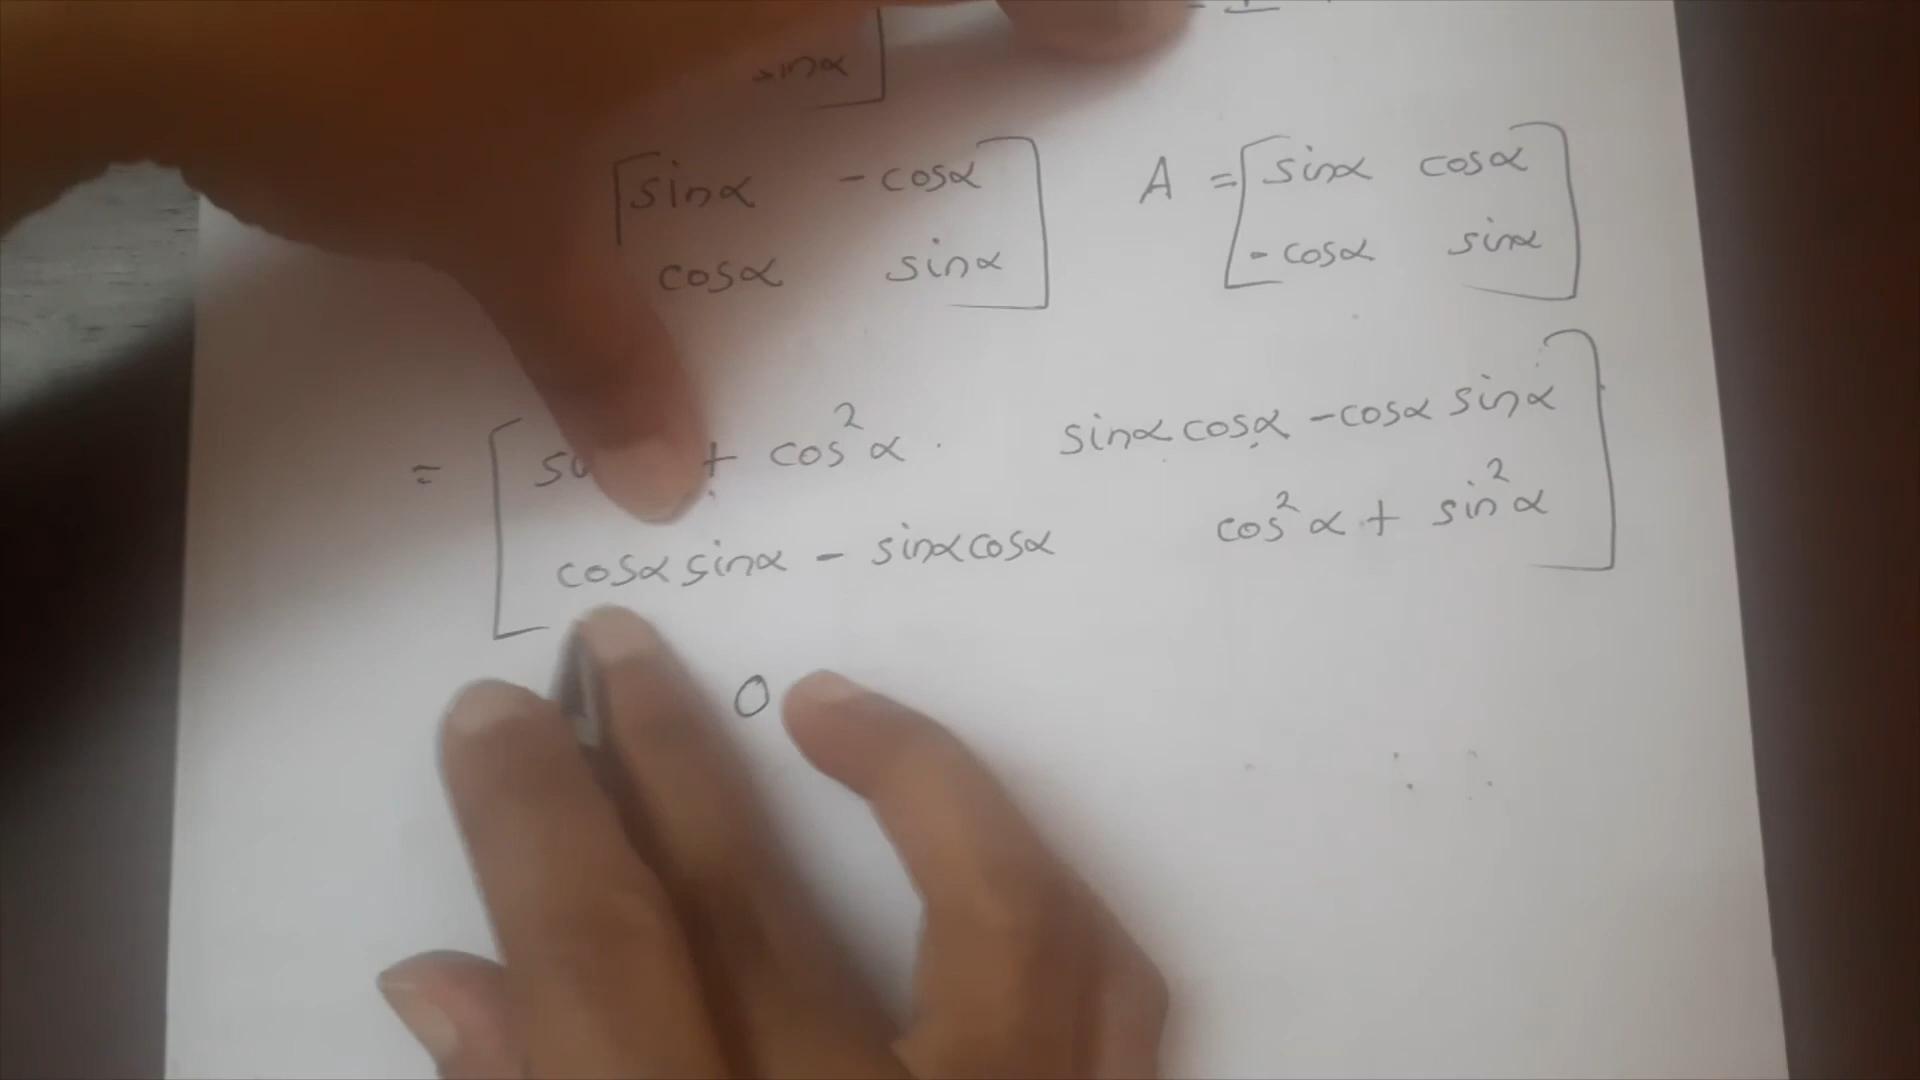 sinα
sinα -cosα A = sinα cosα
cosα sinα -cosα sinα
= + cos²α sinα cosα - cosα sinα
cosα sinα - sinα cosα cos²α + sin²α
0